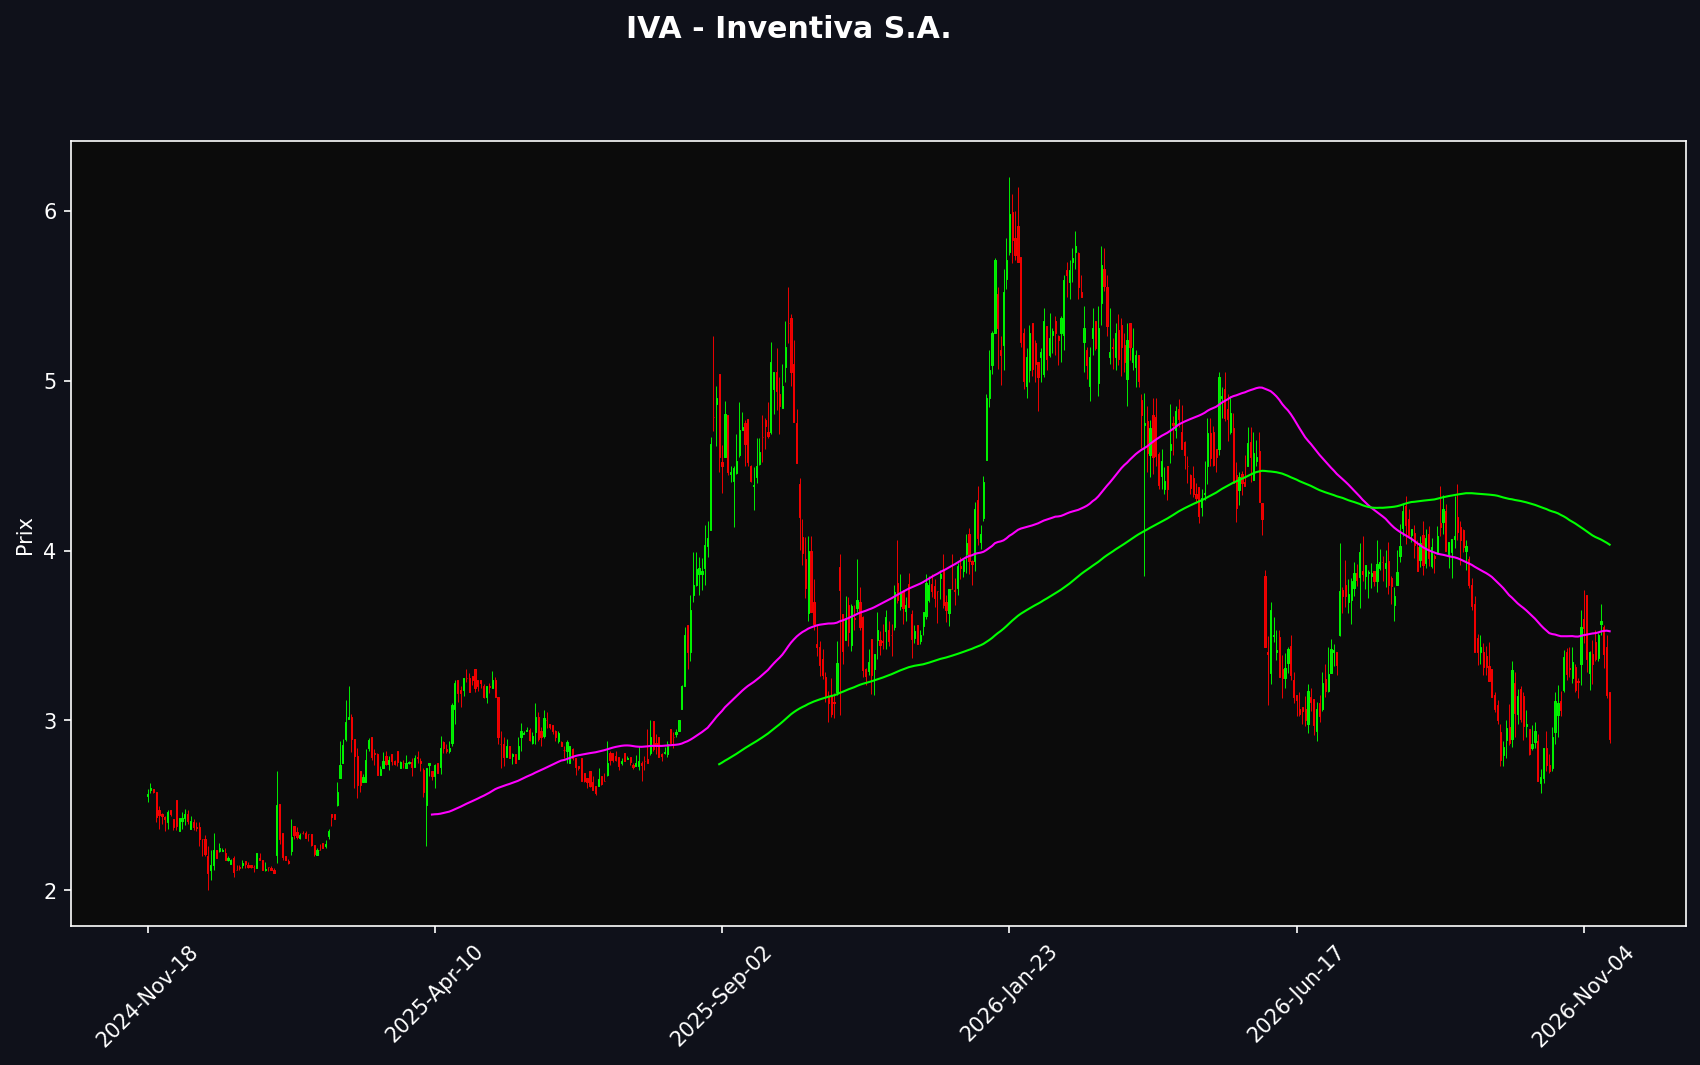 IVA - Inventiva S.A.
Prix
6
5
4
3
2
2024-Nov-18
2025-Apr-10
2025-Sep-02
2026-Jan-23
2026-Jun-17
2026-Nov-04